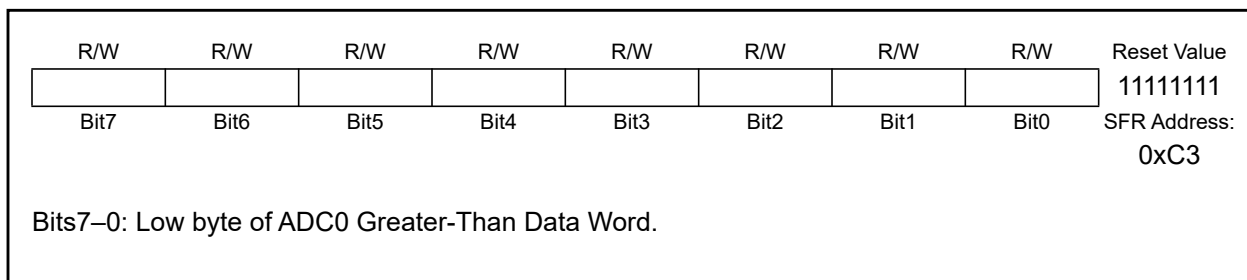 R/W R/W R/W R/W R/W R/W R/W R/W Reset Value
11111111
Bit7 Bit6 Bit5 Bit4 Bit3 Bit2 Bit1 Bit0 SFR Address:
0xC3
Bits7–0: Low byte of ADC0 Greater-Than Data Word.